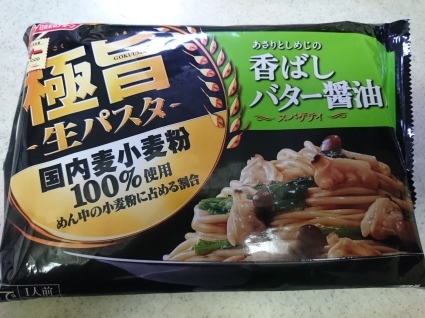 極旨
GOKUUMA
-生パスタ-
国内麦小麦粉
100%使用
めん中の小麦粉に占める割合
あさりとしめじの
香ばし
バター醤油
スパゲティ
1人前